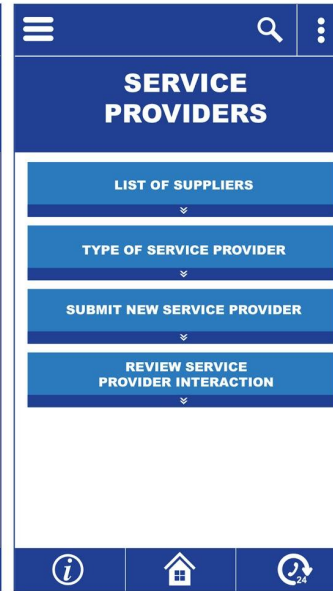 SERVICE
PROVIDERS
LIST OF SUPPLIERS
TYPE OF SERVICE PROVIDER
SUBMIT NEW SERVICE PROVIDER
REVIEW SERVICE
PROVIDER INTERACTION
i
24